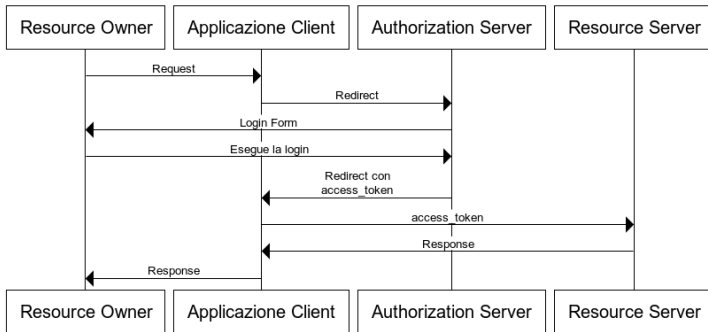 Resource Owner
Applicazione Client
Authorization Server
Resource Server
Request
Redirect
Login Form
Esegue la login
Redirect con
access_token
access_token
Response
Response
Resource Owner
Applicazione Client
Authorization Server
Resource Server